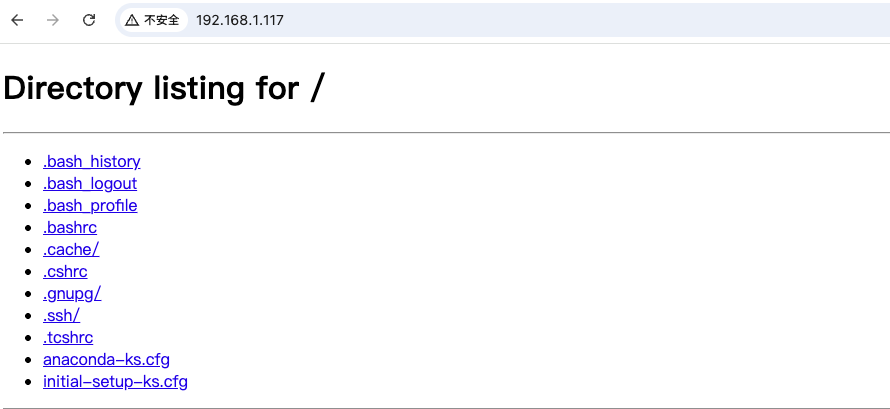 不安全 192.168.1.117
Directory listing for /
.bash_history
.bash_logout
.bash_profile
.bashrc
.cache/
.cshrc
.gnupg/
.ssh/
.tcshrc
anaconda-ks.cfg
initial-setup-ks.cfg